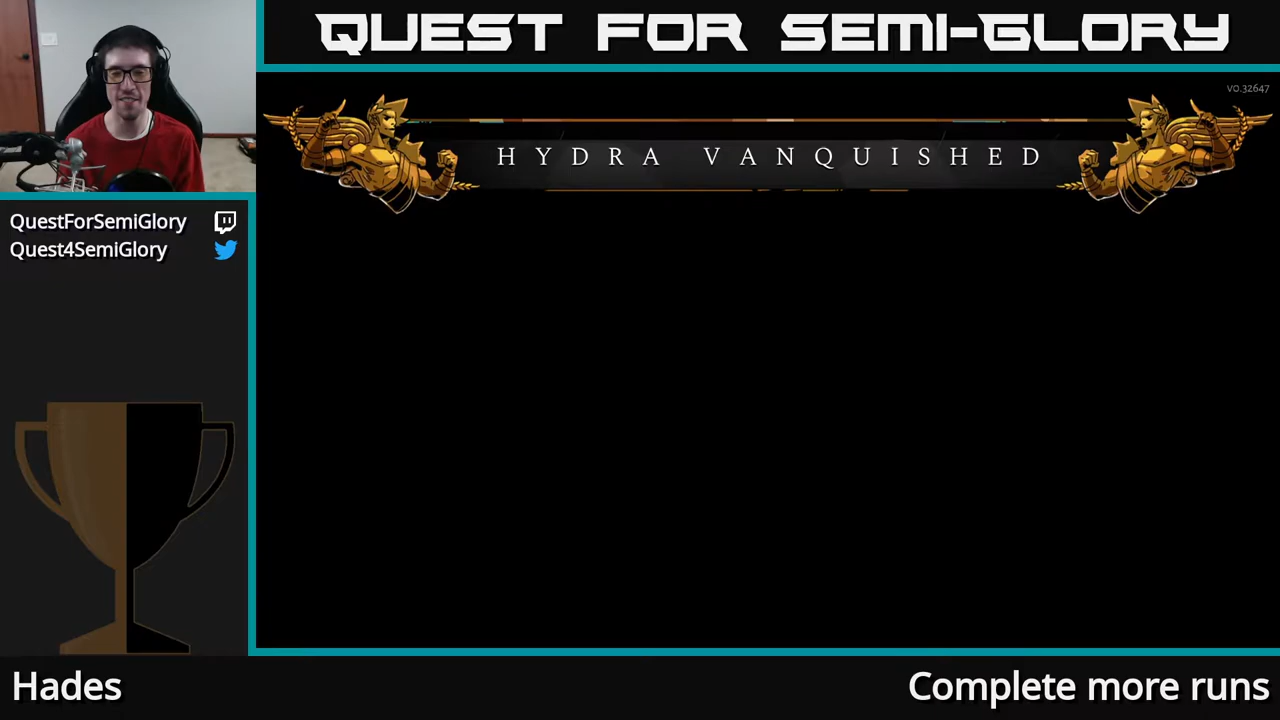 QUEST FOR SEMI-GLORY
V0.32647
HYDRA VANQUISHED
QuestForSemiGlory
Quest4SemiGlory
Hades
Complete more runs